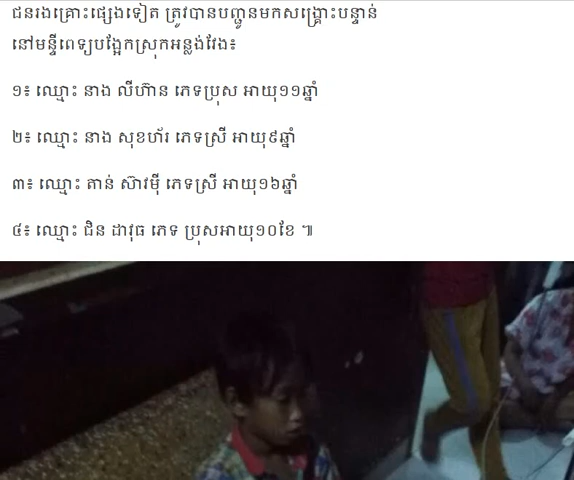 ជនរងគ្រោះផ្សេងទៀត ត្រូវបានបញ្ជូនមកសង្គ្រោះបន្ទាន់
នៅមន្ទីពេទ្យបង្អែកស្រុកអន្លង់វែង៖
១៖ ឈ្មោះ នាង លីហ៊ាន ភេទប្រុស អាយុ១១ឆ្នាំ
២៖ ឈ្មោះ នាង សុខហ័រ ភេទស្រី អាយុ៩ឆ្នាំ
៣៖ ឈ្មោះ តាន់ ស៊ាវម៉ី ភេទស្រី អាយុ១៦ឆ្នាំ
៤៖ ឈ្មោះ ជិន ដាវុធ ភេទ ប្រុសអាយុ១០ខែ ៕